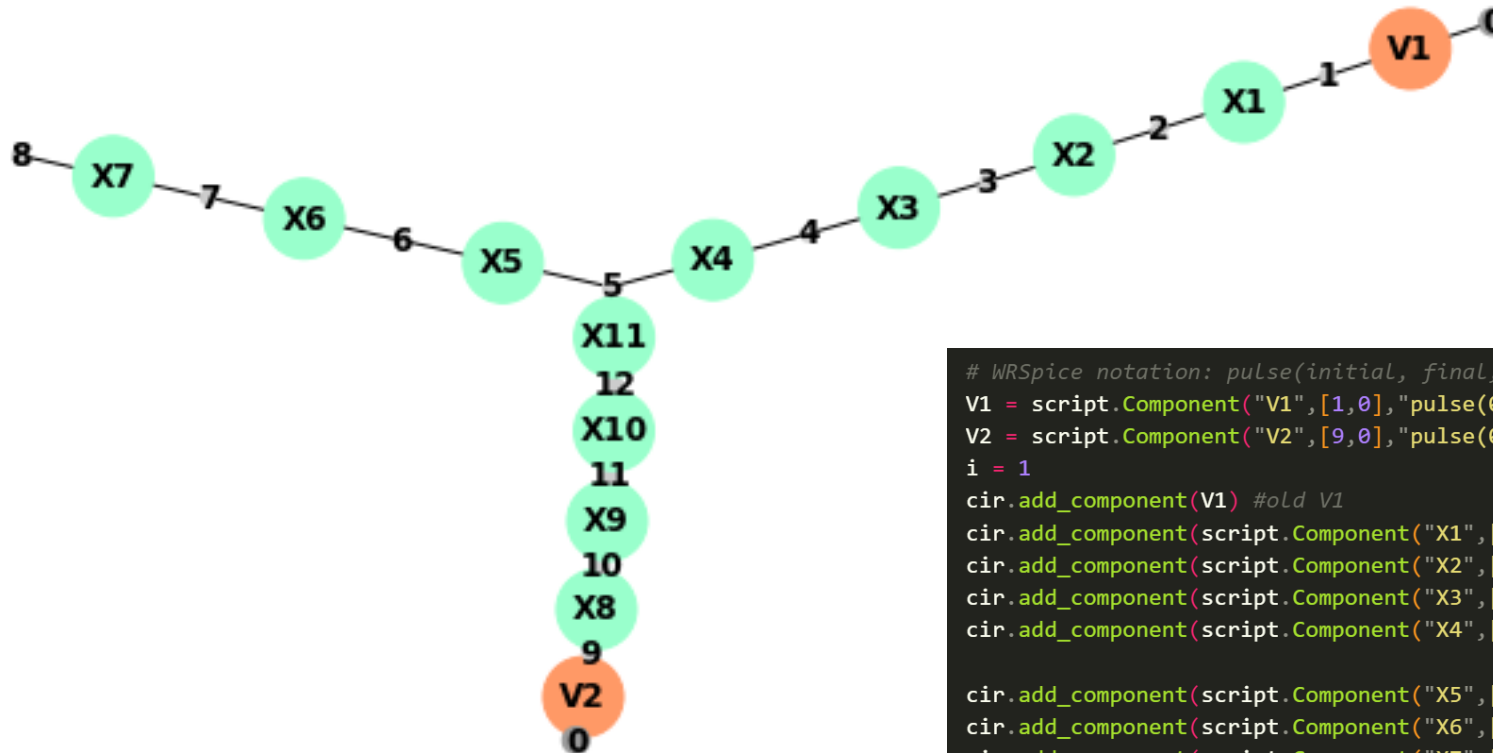 0
V1
1
X1
2
X2
3
X3
4
X4
8
X7
7
X6
6
X5
5
X11
12
X10
11
X9
10
X8
9
V2
0
# WRSpice notation: pulse(initial, final
V1 = script.Component("V1",[1,0],"pulse(0
V2 = script.Component("V2",[9,0],"pulse(0
i = 1
cir.add_component(V1) #old V1
cir.add_component(script.Component("X1",[
cir.add_component(script.Component("X2",[
cir.add_component(script.Component("X3",[
cir.add_component(script.Component("X4",[
cir.add_component(script.Component("X5",[
cir.add_component(script.Component("X6",[